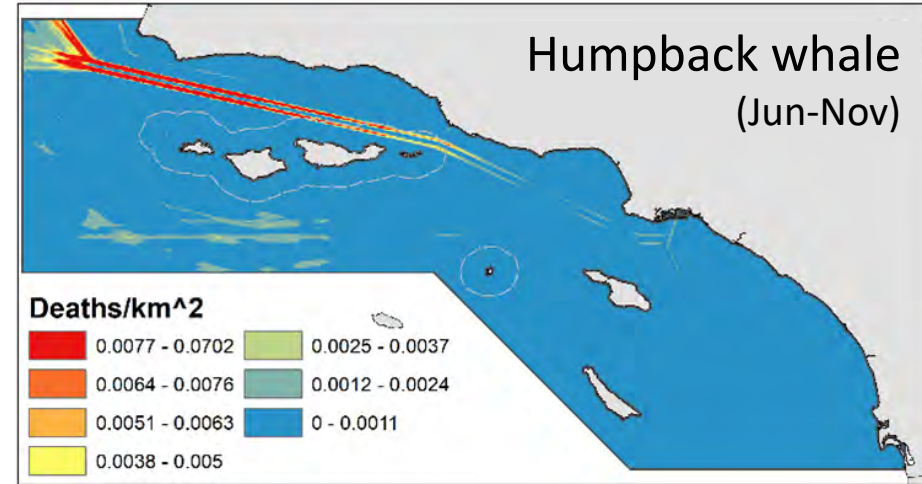 Humpback whale
(Jun-Nov)
Deaths/km^2
0.0077 - 0.0702
0.0025 - 0.0037
0.0064 - 0.0076
0.0012 - 0.0024
0.0051 - 0.0063
0 - 0.0011
0.0038 - 0.005